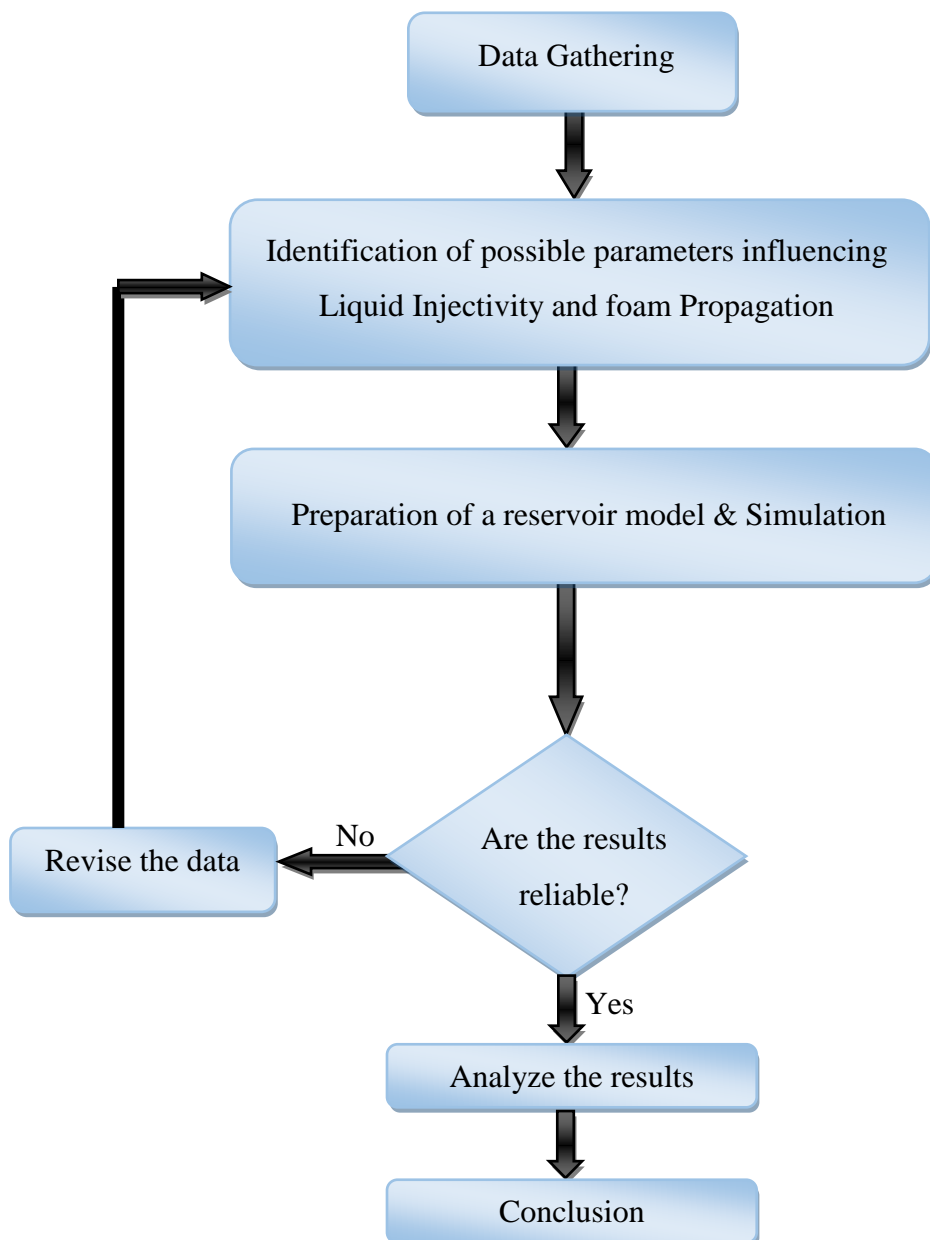 Data Gathering
Identification of possible parameters influencing
Liquid Injectivity and foam Propagation
Preparation of a reservoir model & Simulation
Are the results
reliable?
No
Revise the data
Yes
Analyze the results
Conclusion